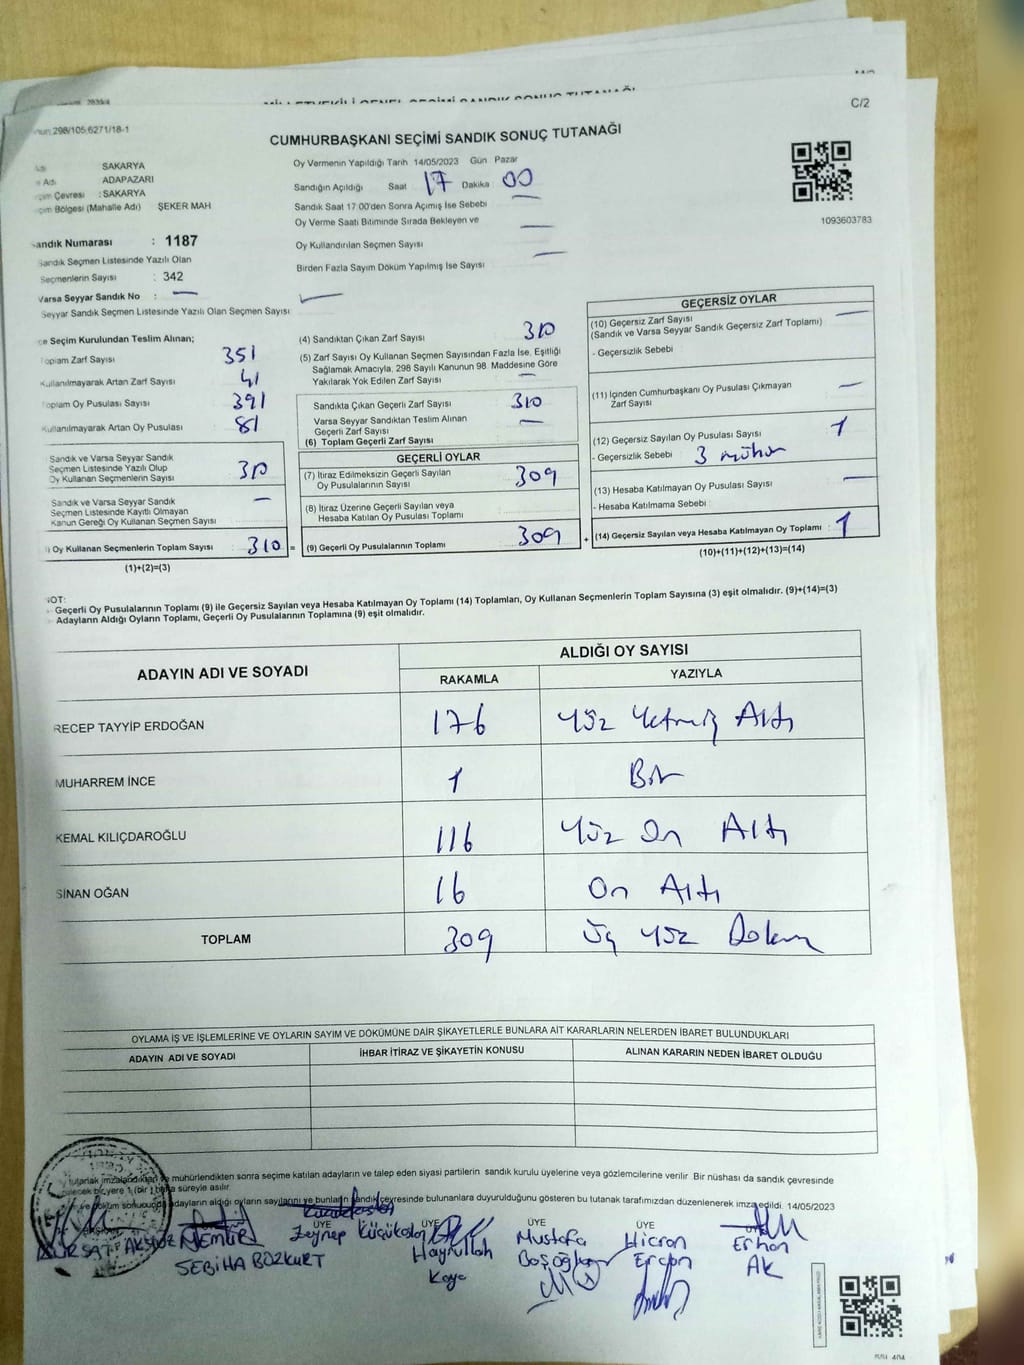 MİLLETVEKİLİ GENEL SEÇİMİ SANDIK SONUÇ TUTANAĞI
C/2
298/105,6271/18-1
CUMHURBAŞKANI SEÇİMİ SANDIK SONUÇ TUTANAĞI
SAKARYA
Adı ADAPAZARI
Çevresi : SAKARYA
Bölgesi (Mahalle Adı) ŞEKER MAH
Oy Vermenin Yapıldığı Tarih 14/05/2023 Gün Pazar
Sandığın Açıldığı Saat 17 Dakika 00
Sandık Saat 17:00'den Sonra Açımış İse Sebebi
Oy Verme Saati Bitiminde Sırada Bekleyen ve
Oy Kullandırılan Seçmen Sayısı —
Birden Fazla Sayım Döküm Yapılmış İse Sayısı —
1093603783
Sandık Numarası : 1187
Sandık Seçmen Listesinde Yazılı Olan
Seçmenlerin Sayısı : 342
Varsa Seyyar Sandık No : —
Seyyar Sandık Seçmen Listesinde Yazılı Olan Seçmen Sayısı
Seçim Kurulundan Teslim Alınan;
Toplam Zarf Sayısı 351
Kullanılmayarak Artan Zarf Sayısı 41
Toplam Oy Pusulası Sayısı 391
Kullanılmayarak Artan Oy Pusulası 81
Sandık ve Varsa Seyyar Sandık
Seçmen Listesinde Yazılı Olup
Oy Kullanan Seçmenlerin Sayısı 310
Sandık ve Varsa Seyyar Sandık
Seçmen Listesinde Kayıtlı Olmayan
Kanun Gereği Oy Kullanan Seçmen Sayısı —
Oy Kullanan Seçmenlerin Toplam Sayısı : 310 =
(1)+(2)=(3)
(4) Sandıktan Çıkan Zarf Sayısı 310
(5) Zarf Sayısı Oy Kullanan Seçmen Sayısından Fazla İse, Eşitliği
Sağlamak Amacıyla, 298 Sayılı Kanunun 98. Maddesine Göre
Yakılarak Yok Edilen Zarf Sayısı —
Sandıkta Çıkan Geçerli Zarf Sayısı 310
Varsa Seyyar Sandıktan Teslim Alınan
Geçerli Zarf Sayısı —
(6) Toplam Geçerli Zarf Sayısı
GEÇERLİ OYLAR
(7) İtiraz Edilmeksizin Geçerli Sayılan
Oy Pusulalarının Sayısı 309
(8) İtiraz Üzerine Geçerli Sayılan veya
Hesaba Katılan Oy Pusulası Toplamı
(9) Geçerli Oy Pusulalarının Toplamı 309
+
GEÇERSİZ OYLAR
(10) Geçersiz Zarf Sayısı —
(Sandık ve Varsa Seyyar Sandık Geçersiz Zarf Toplamı)
- Geçersizlik Sebebi :
(11) İçinden Cumhurbaşkanı Oy Pusulası Çıkmayan
Zarf Sayısı —
(12) Geçersiz Sayılan Oy Pusulası Sayısı 1
- Geçersizlik Sebebi : 3 mühür
(13) Hesaba Katılmayan Oy Pusulası Sayısı —
- Hesaba Katılmama Sebebi :
(14) Geçersiz Sayılan veya Hesaba Katılmayan Oy Toplamı : 1
(10)+(11)+(12)+(13)=(14)
NOT:
Geçerli Oy Pusulalarının Toplamı (9) ile Geçersiz Sayılan veya Hesaba Katılmayan Oy Toplamı (14) Toplamları, Oy Kullanan Seçmenlerin Toplam Sayısına (3) eşit olmalıdır. (9)+(14)=(3)
Adayların Aldığı Oyların Toplamı, Geçerli Oy Pusulalarının Toplamına (9) eşit olmalıdır.
ADAYIN ADI VE SOYADI
ALDIĞI OY SAYISI
RAKAMLA YAZIYLA
RECEP TAYYİP ERDOĞAN 176 Yüz Yetmiş Altı
MUHARREM İNCE 1 Bir
KEMAL KILIÇDAROĞLU 116 Yüz On Altı
SİNAN OĞAN 16 On Altı
TOPLAM 309 Üç Yüz Dokuz
OYLAMA İŞ VE İŞLEMLERİNE VE OYLARIN SAYIM VE DÖKÜMÜNE DAİR ŞİKAYETLERLE BUNLARA AİT KARARLARIN NELERDEN İBARET BULUNDUKLARI
ADAYIN ADI VE SOYADI İHBAR İTİRAZ VE ŞİKAYETİN KONUSU ALINAN KARARIN NEDEN İBARET OLDUĞU
tutanak imzalandıktan mühürlendikten sonra seçime katılan adayların ve talep eden siyasi partilerin sandık kurulu üyelerine veya gözlemcilerine verilir. Bir nüshası da sandık çevresinde
bir yere 1 (bir) hafta süreyle asılır.
döküm sonucunda adayların aldığı oyların sayılarını ve bunların sandık çevresinde bulunanlara duyurulduğunu gösteren bu tutanak tarafımızdan düzenlenerek imza edildi. 14/05/2023
ÜYE ÜYE ÜYE ÜYE
AKYÜZ Zeynep Küçükaslan Hayrullah Kaya Mustafa Hicran Erhan
SEBİHA BOZKURT Ercan Ak